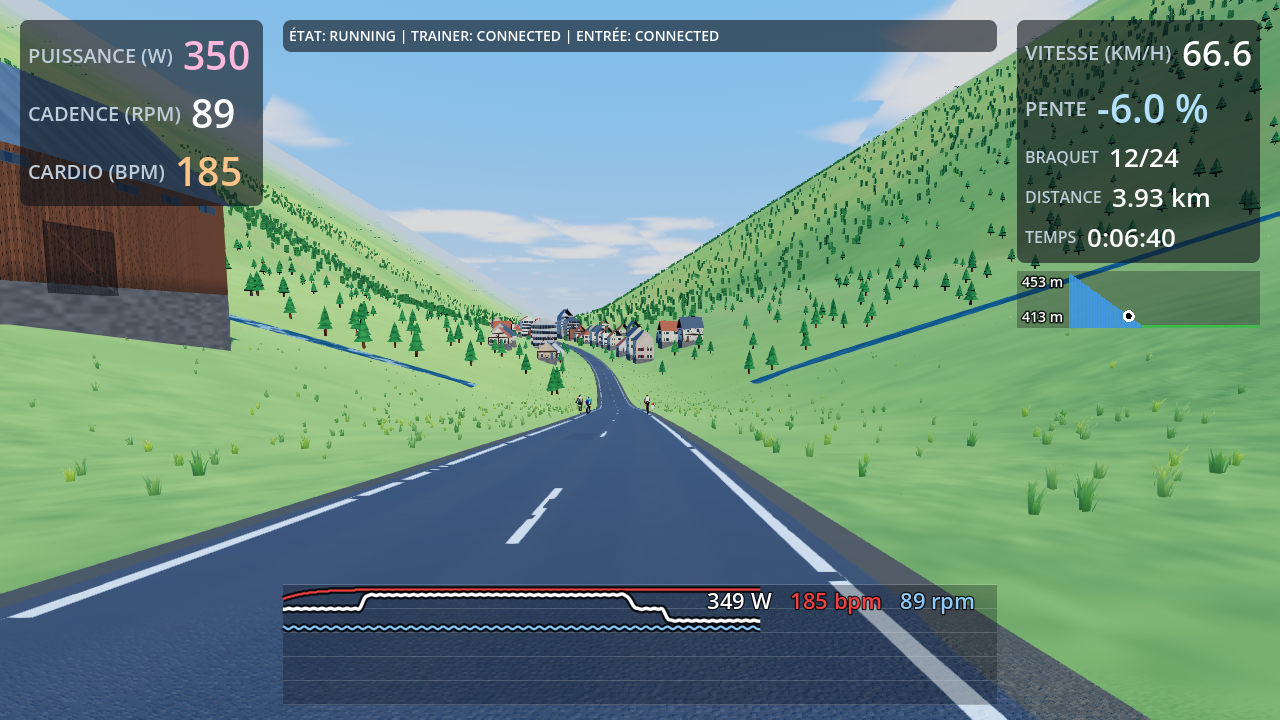 PUISSANCE (W) 350
CADENCE (RPM) 89
CARDIO (BPM) 185
ÉTAT: RUNNING | TRAINER: CONNECTED | ENTRÉE: CONNECTED
VITESSE (KM/H) 66.6
PENTE -6.0 %
BRAQUET 12/24
DISTANCE 3.93 km
TEMPS 0:06:40
453 m
413 m
349 W 185 bpm 89 rpm